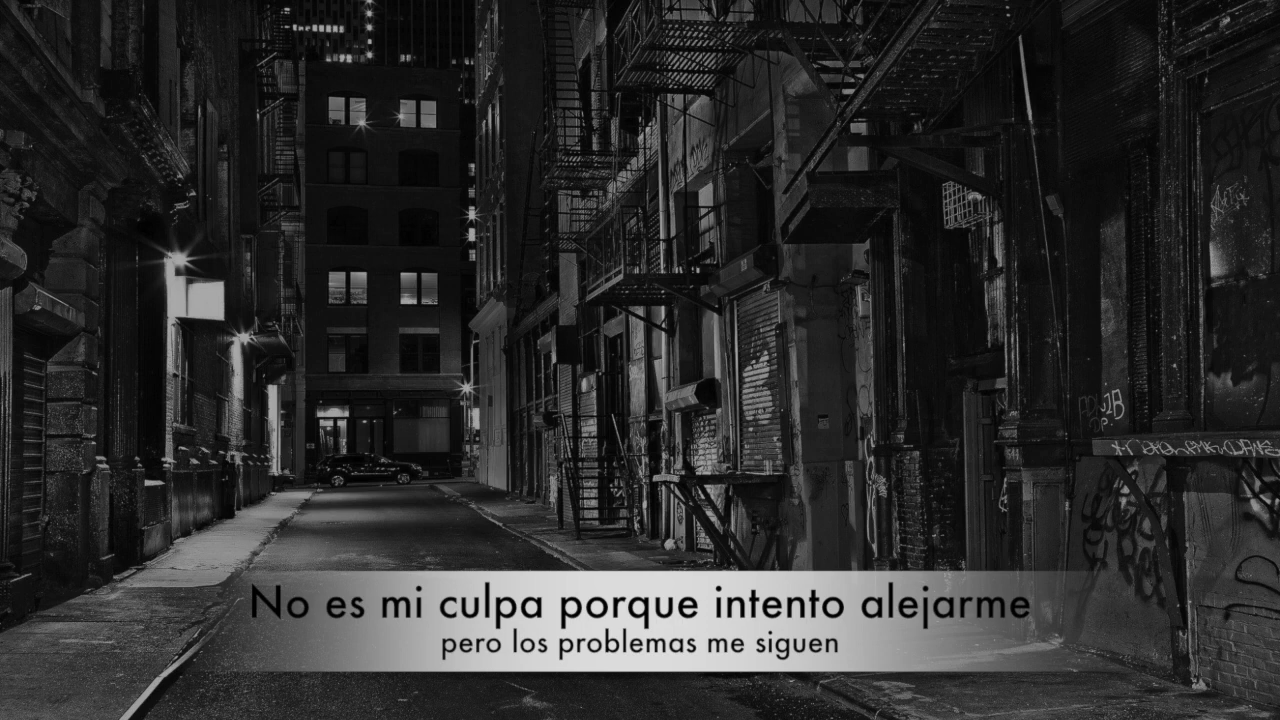 No es mi culpa porque intento alejarme
pero los problemas me siguen